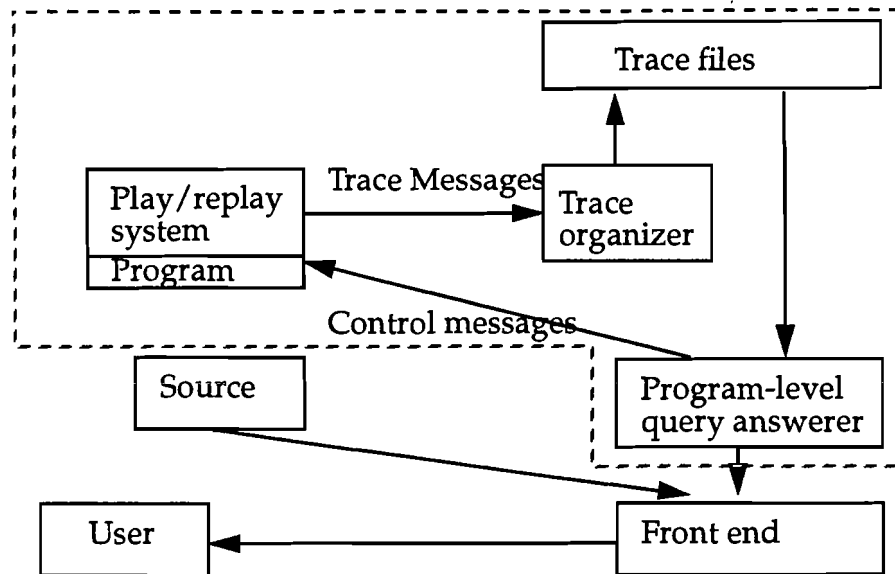 Trace files
Trace Messages
Play/replay
system
Program
Trace
organizer
Control messages
Source
Program-level
query answerer
User
Front end